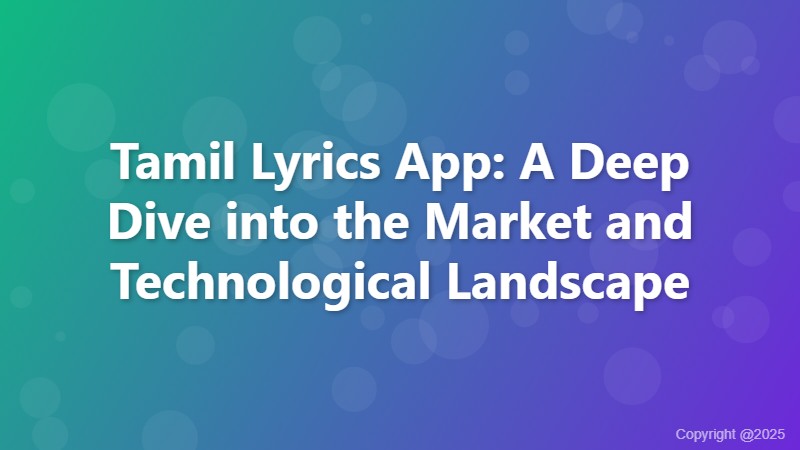 Tamil Lyrics App: A Deep
Dive into the Market and
Technological Landscape
Copyright @2025